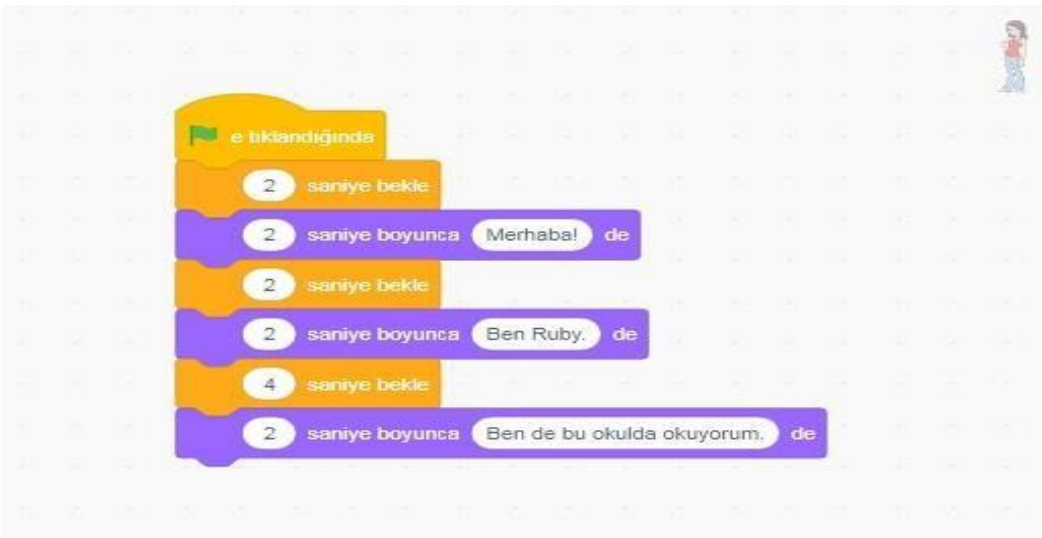 e tıklandığında
2 saniye bekle
2 saniye boyunca Merhaba! de
2 saniye bekle
2 saniye boyunca Ben Ruby. de
4 saniye bekle
2 saniye boyunca Ben de bu okulda okuyorum. de